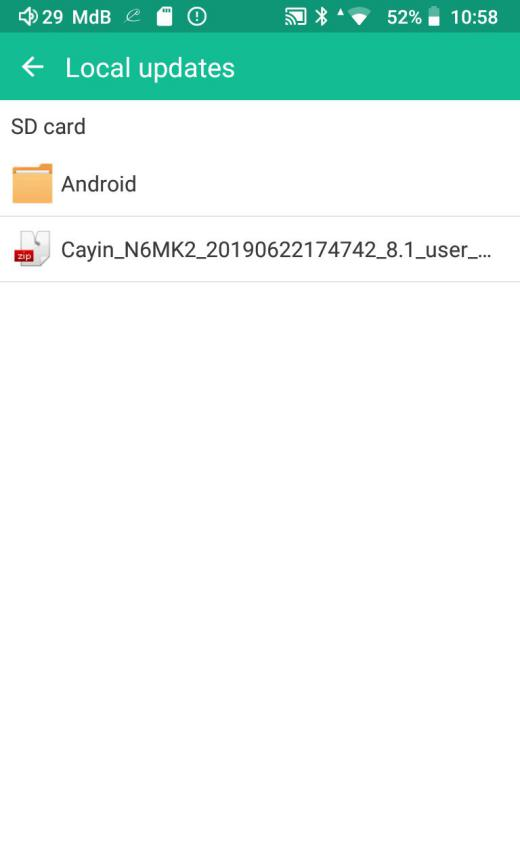 29 MdB 52% 10:58
Local updates
SD card
Android
zip Cayin_N6MK2_20190622174742_8.1_user_...